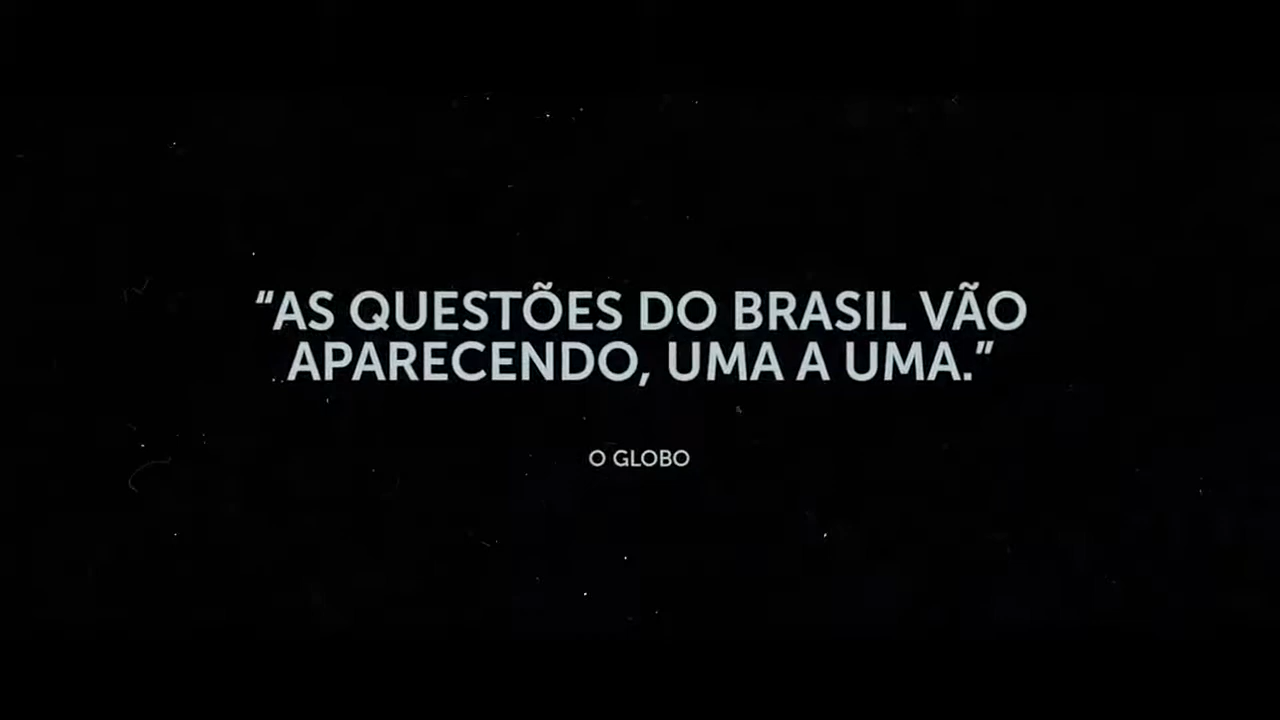 “AS QUESTÕES DO BRASIL VÃO
APARECENDO, UMA A UMA.”
O GLOBO